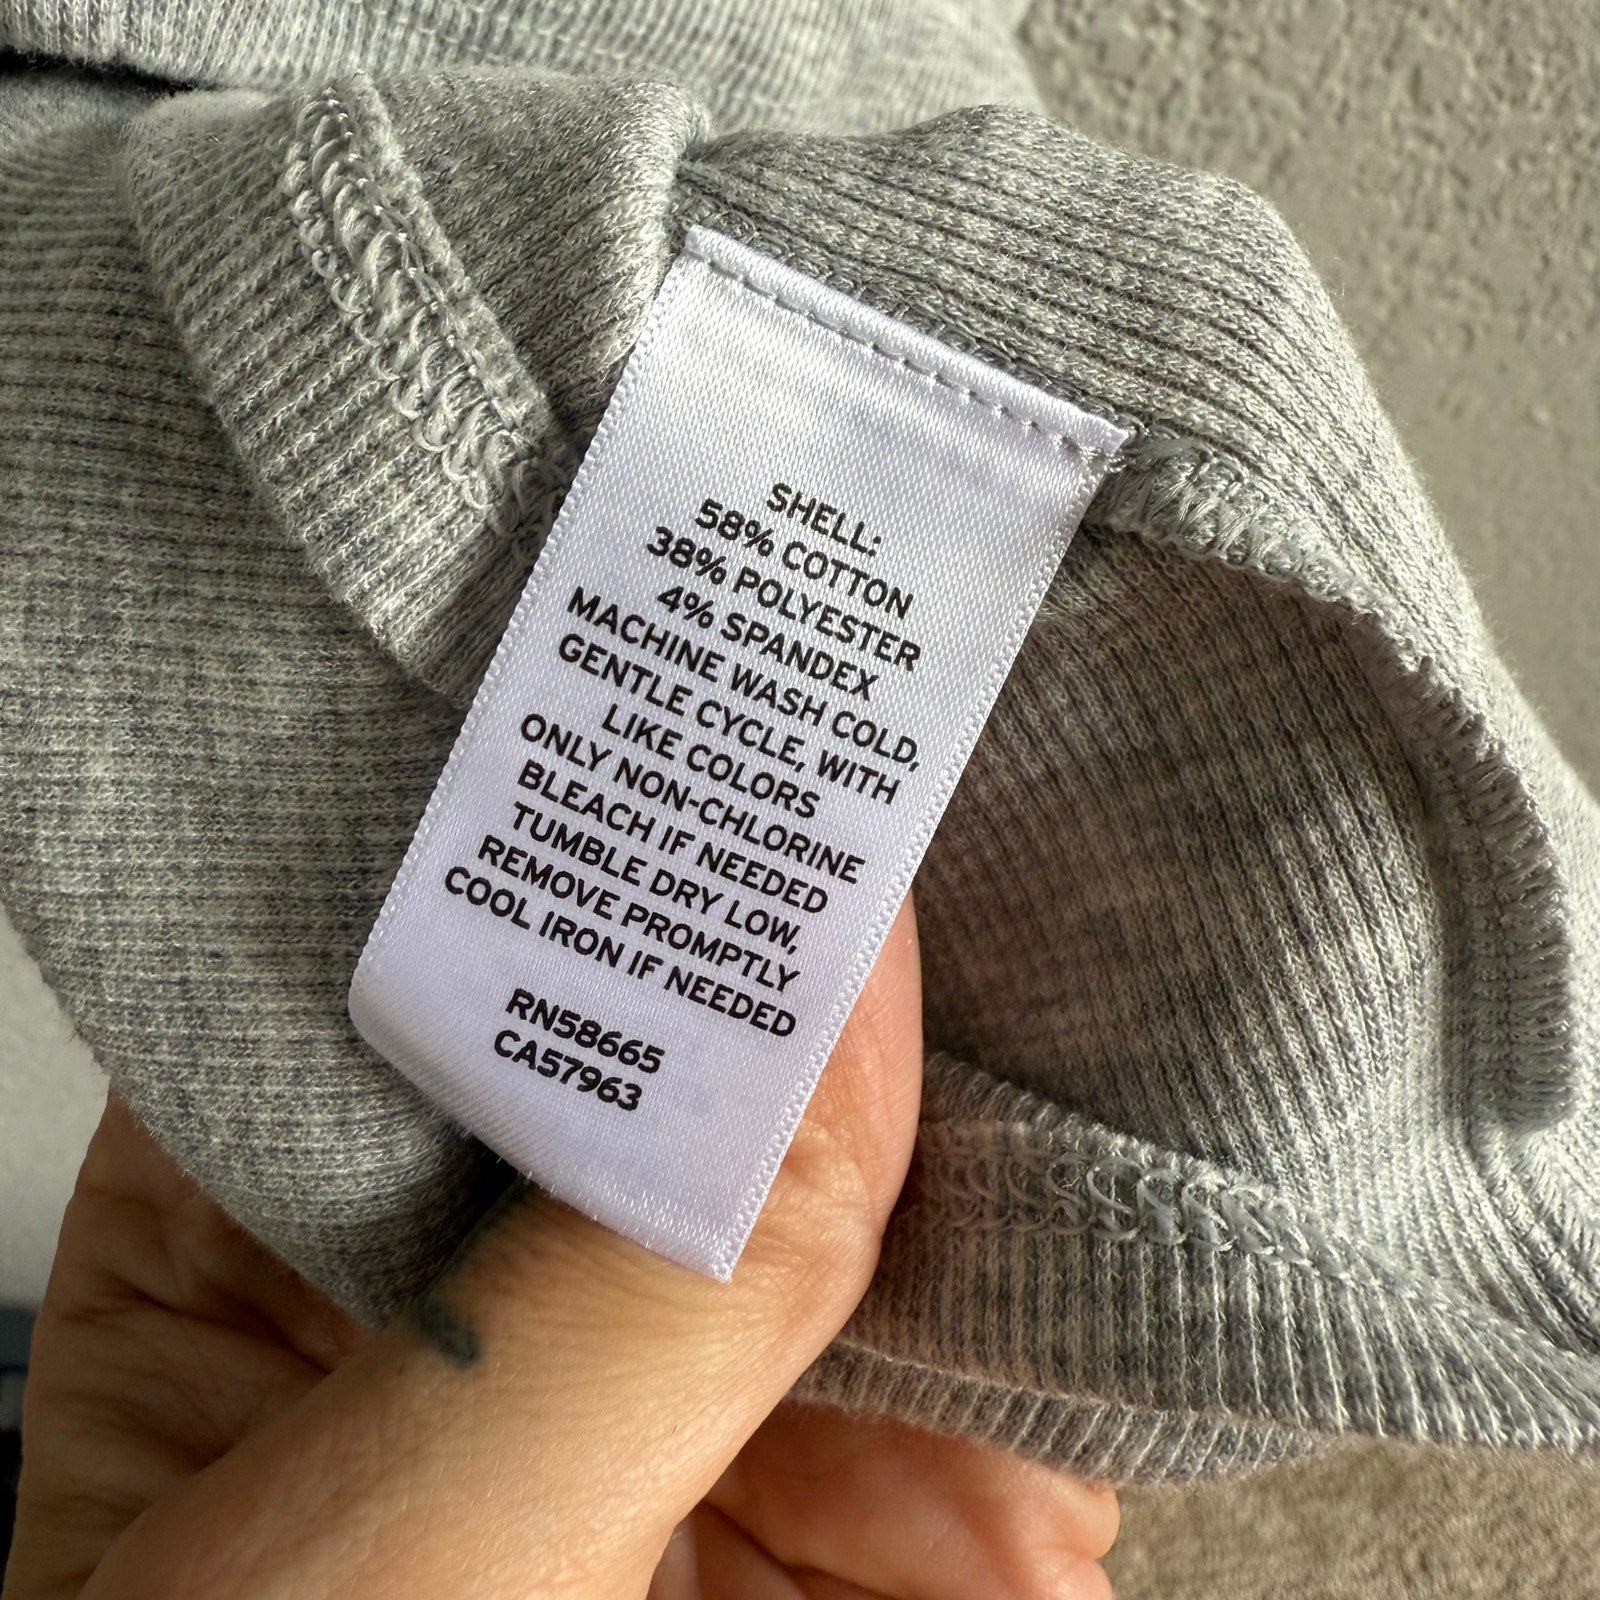 SHELL:
58% COTTON
38% POLYESTER
4% SPANDEX
MACHINE WASH COLD,
GENTLE CYCLE, WITH
LIKE COLORS
ONLY NON-CHLORINE
BLEACH IF NEEDED
TUMBLE DRY LOW,
REMOVE PROMPTLY
COOL IRON IF NEEDED
RN58665
CA57963